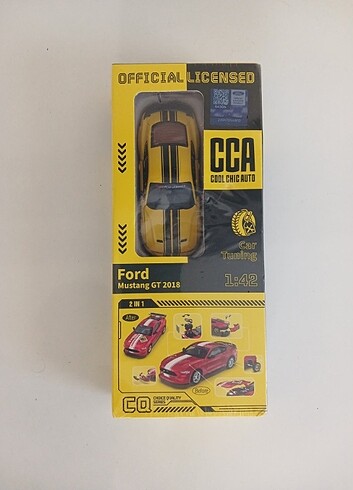 OFFICIAL LICENSED
CCA
COOL CHIC AUTO
Car
Tuning
Ford
Mustang GT 2018
1:42
2 IN 1
After
Before
CQ
CHOICE QUALITY
SERIES